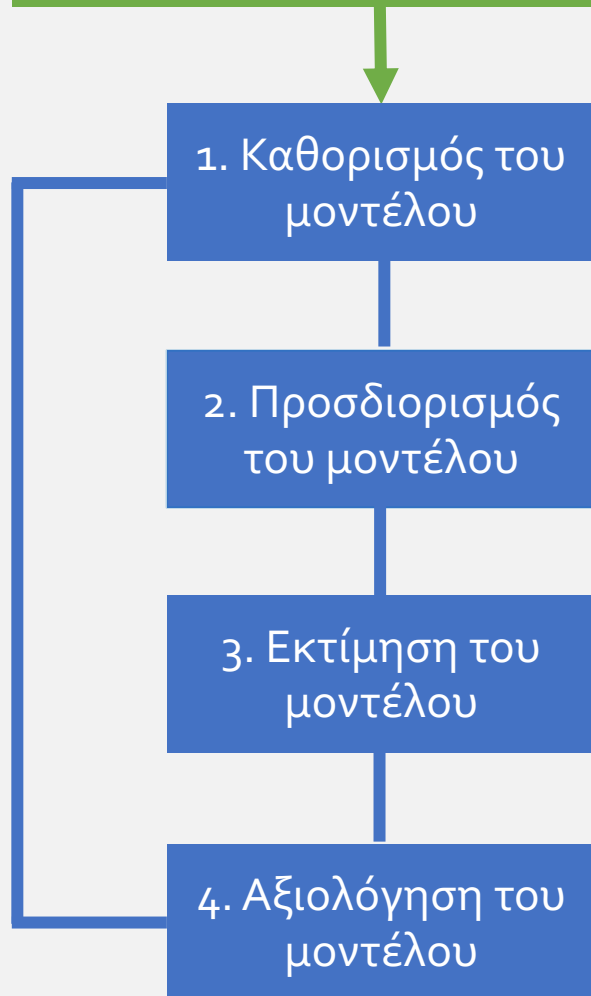 1. Καθορισμός του
μοντέλου
2. Προσδιορισμός
του μοντέλου
3. Εκτίμηση του
μοντέλου
4. Αξιολόγηση του
μοντέλου